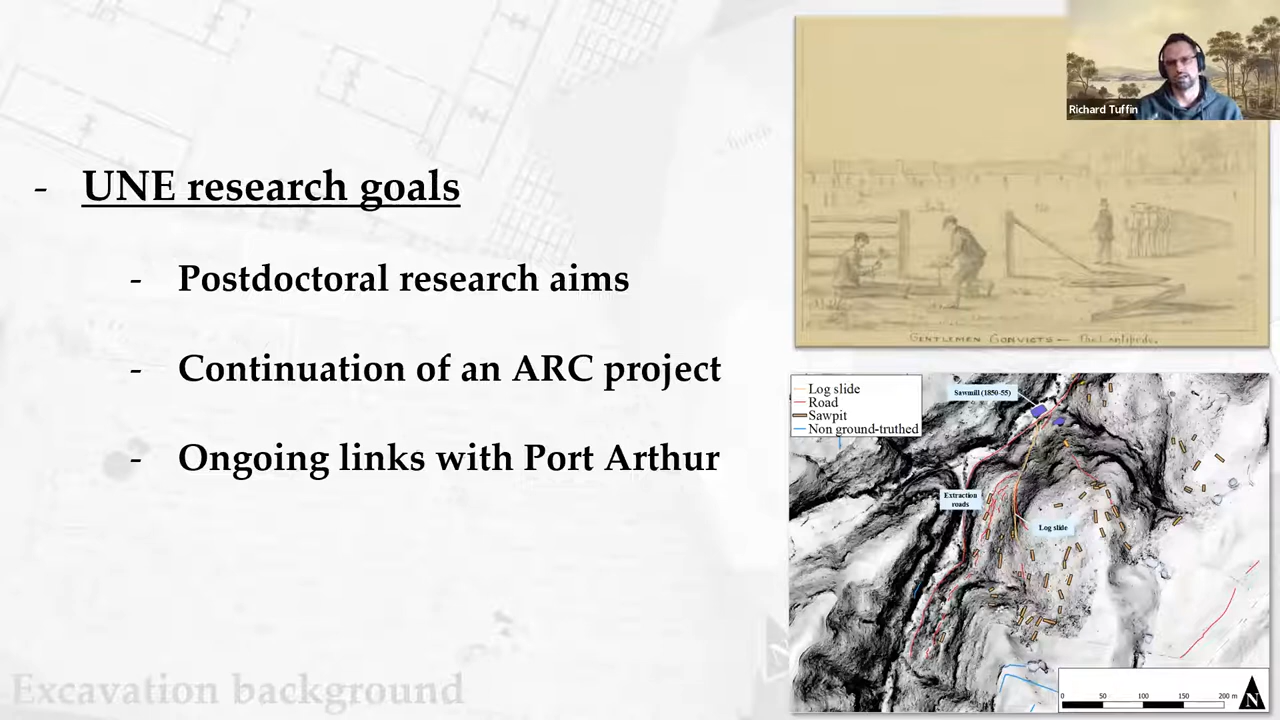 - UNE research goals
- Postdoctoral research aims
- Continuation of an ARC project
- Ongoing links with Port Arthur
Excavation background
Richard Tuffin
GENTLEMEN CONVICTS — The Antipode.
Log slide
Road
Sawpit
Non ground-truthed
Sawmill (1850-55)
Extraction
roads
Log slide
0 50 100 150 200 m
N